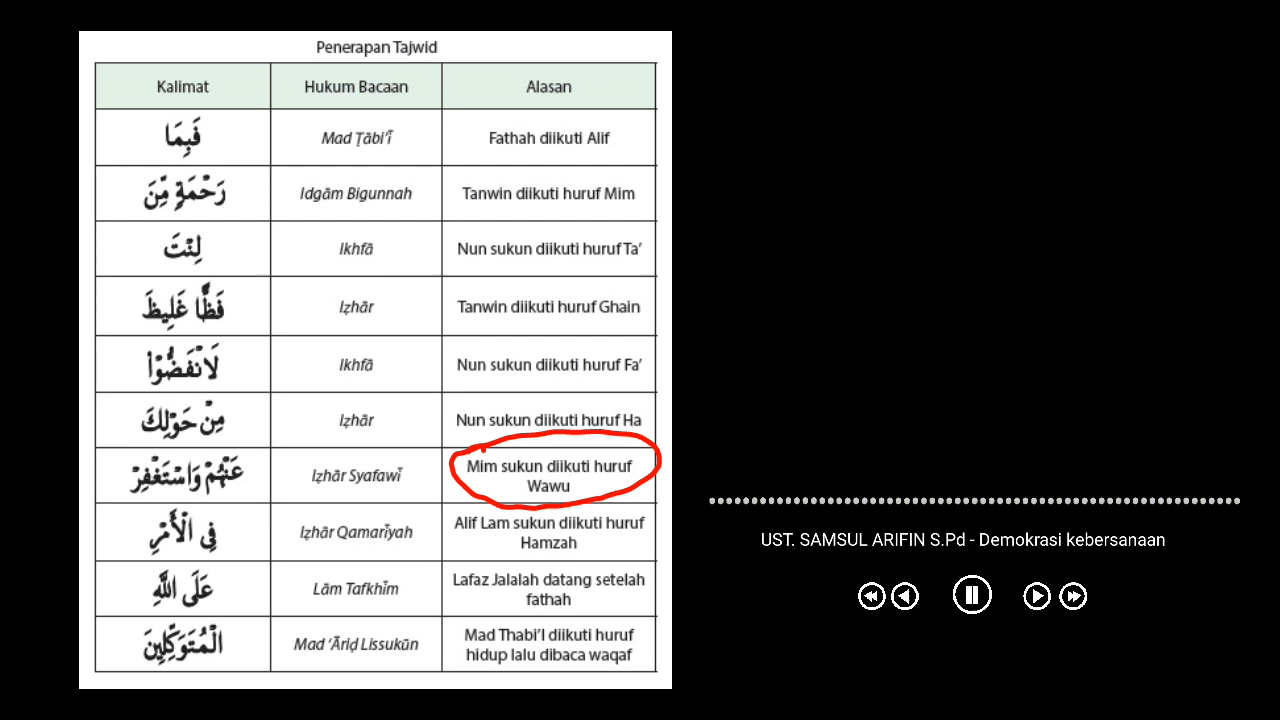 Penerapan Tajwid
Kalimat Hukum Bacaan Alasan
فَبِمَا Mad Ṭābi‘ī Fathah diikuti Alif
رَحْمَةٍ مِّنَ Idgām Bigunnah Tanwin diikuti huruf Mim
لِنْتَ Ikhfā Nun sukun diikuti huruf Ta’
فَظًّا غَلِيظَ Iẓhār Tanwin diikuti huruf Ghain
لَانْفَضُّوْا Ikhfā Nun sukun diikuti huruf Fa’
مِنْ حَوْلِكَ Iẓhār Nun sukun diikuti huruf Ha
عَنْهُمْ وَاسْتَغْفِرْ Iẓhār Syafawī Mim sukun diikuti huruf
Wawu
فِى الْأَمْرِ Iẓhār Qamarīyah Alif Lam sukun diikuti huruf
Hamzah
عَلَى اللَّهِ Lām Tafkhīm Lafaz Jalalah datang setelah
fathah
الْمُتَوَكِّلِينَ Mad ‘Āriḍ Lissukūn Mad Thabi’I diikuti huruf
hidup lalu dibaca waqaf
UST. SAMSUL ARIFIN S.Pd - Demokrasi kebersanaan